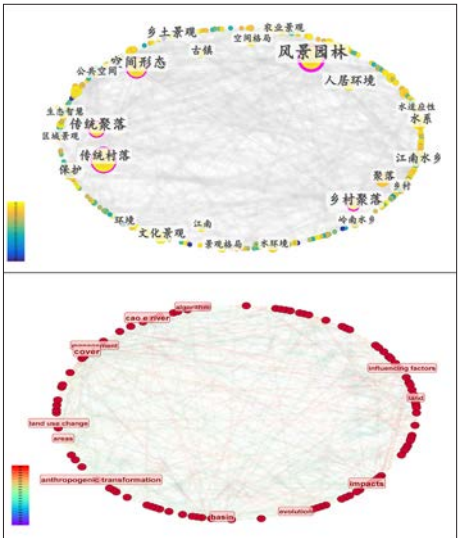 乡土景观
农业景观
空间格局
古镇
风景园林
空间形态
公共空间
人居环境
水适应性
生态智慧
水系
传统聚落
区域景观
江南水乡
传统村落
保护
聚落
乡村
乡村聚落
岭南水乡
环境
江南
文化景观
景观格局
水环境
algorithm
cao e river
cover
influencing factors
land
land use change
areas
anthropogenic transformation
impacts
evolution
basin